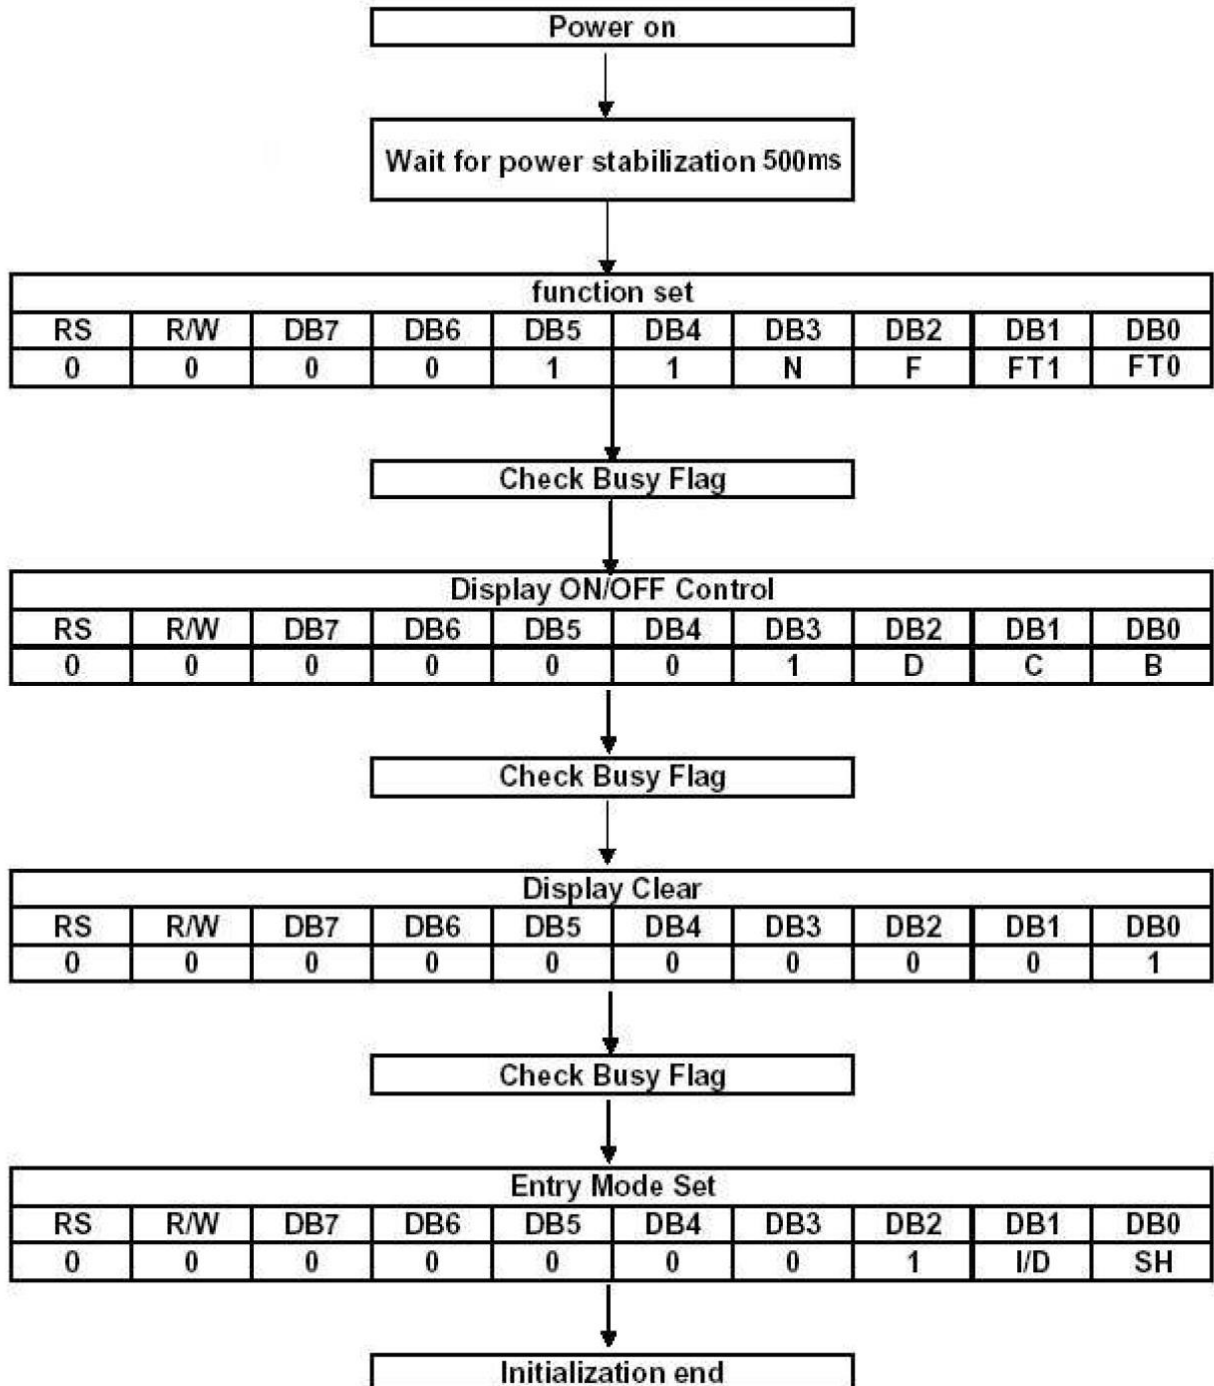 Power on
Wait for power stabilization 500ms
function set
RS R/W DB7 DB6 DB5 DB4 DB3 DB2 DB1 DB0
0 0 0 0 1 1 N F FT1 FT0
Check Busy Flag
Display ON/OFF Control
RS R/W DB7 DB6 DB5 DB4 DB3 DB2 DB1 DB0
0 0 0 0 0 0 1 D C B
Check Busy Flag
Display Clear
RS R/W DB7 DB6 DB5 DB4 DB3 DB2 DB1 DB0
0 0 0 0 0 0 0 0 0 1
Check Busy Flag
Entry Mode Set
RS R/W DB7 DB6 DB5 DB4 DB3 DB2 DB1 DB0
0 0 0 0 0 0 0 1 I/D SH
Initialization end